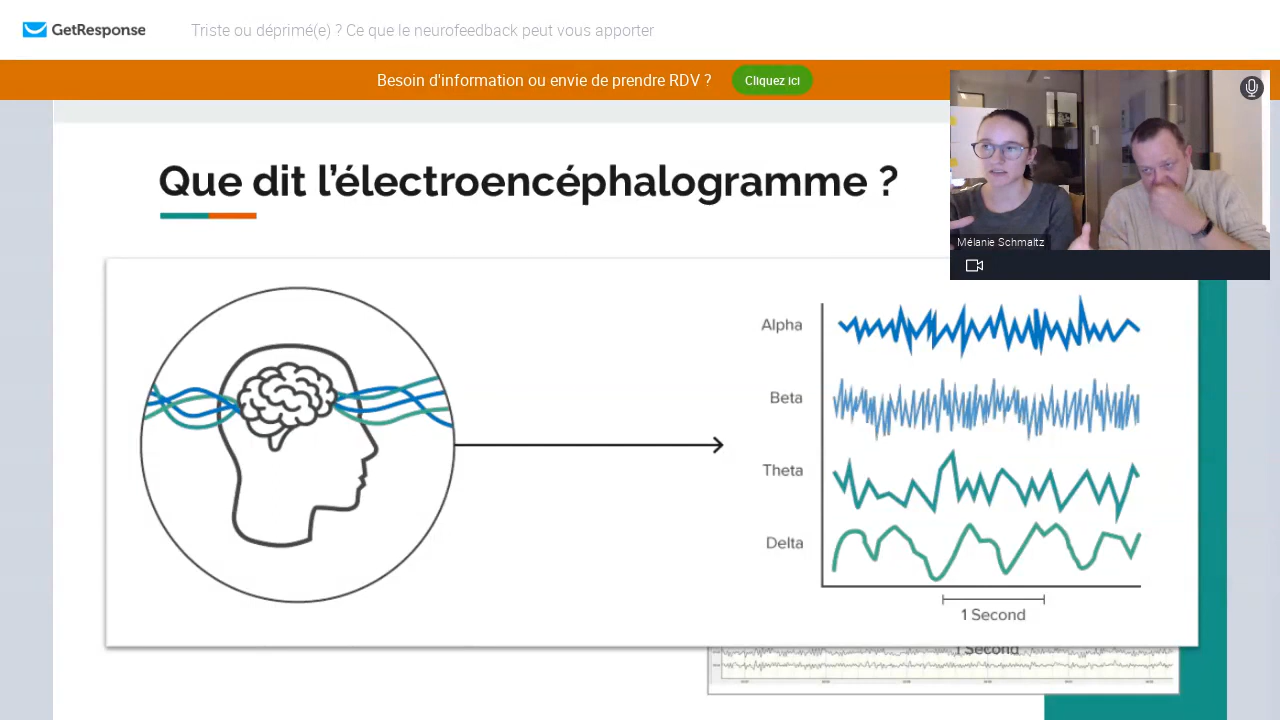 GetResponse
Triste ou déprimé(e) ? Ce que le neurofeedback peut vous apporter
Besoin d'information ou envie de prendre RDV ?
Cliquez ici
Que dit l'électroencéphalogramme ?
Mélanie Schmaltz
Alpha
Beta
Theta
Delta
1 Second
1 Second